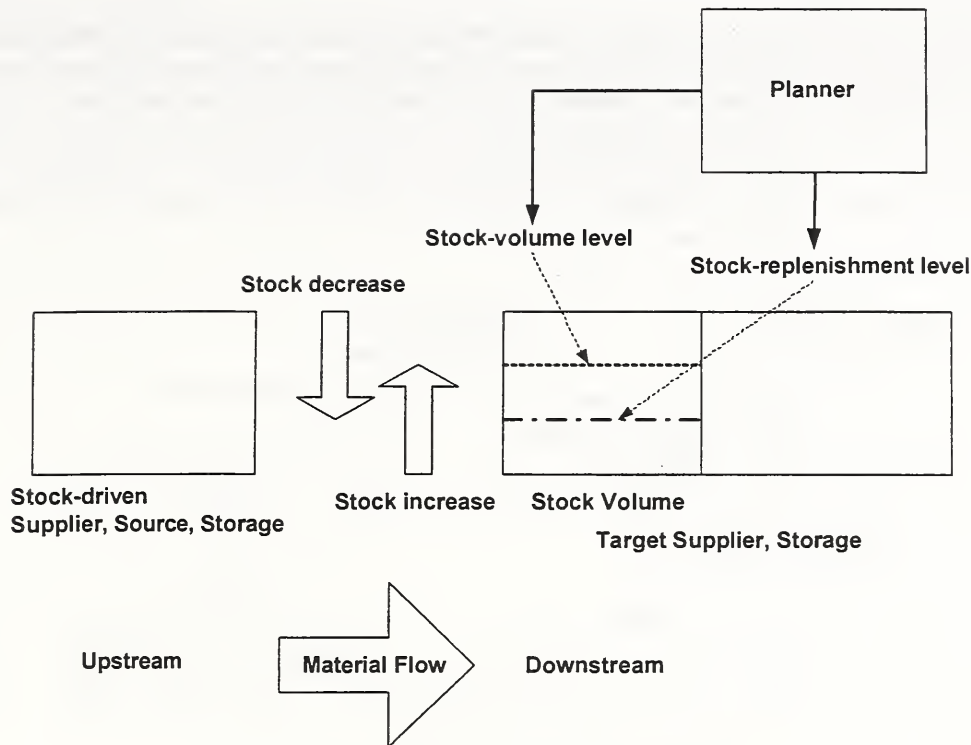 Planner
Stock-volume level
Stock-replenishment level
Stock decrease
Stock-driven
Supplier, Source, Storage
Stock increase
Stock Volume
Target Supplier, Storage
Upstream
Material Flow
Downstream